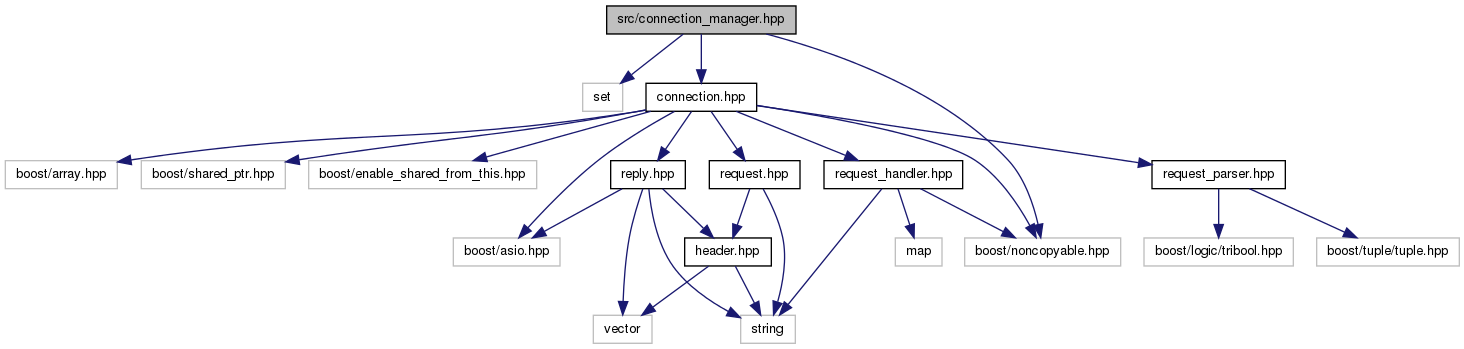 src/connection_manager.hpp
set
connection.hpp
boost/array.hpp
boost/shared_ptr.hpp
boost/enable_shared_from_this.hpp
reply.hpp
request.hpp
request_handler.hpp
request_parser.hpp
boost/asio.hpp
header.hpp
map
boost/noncopyable.hpp
boost/logic/tribool.hpp
boost/tuple/tuple.hpp
vector
string